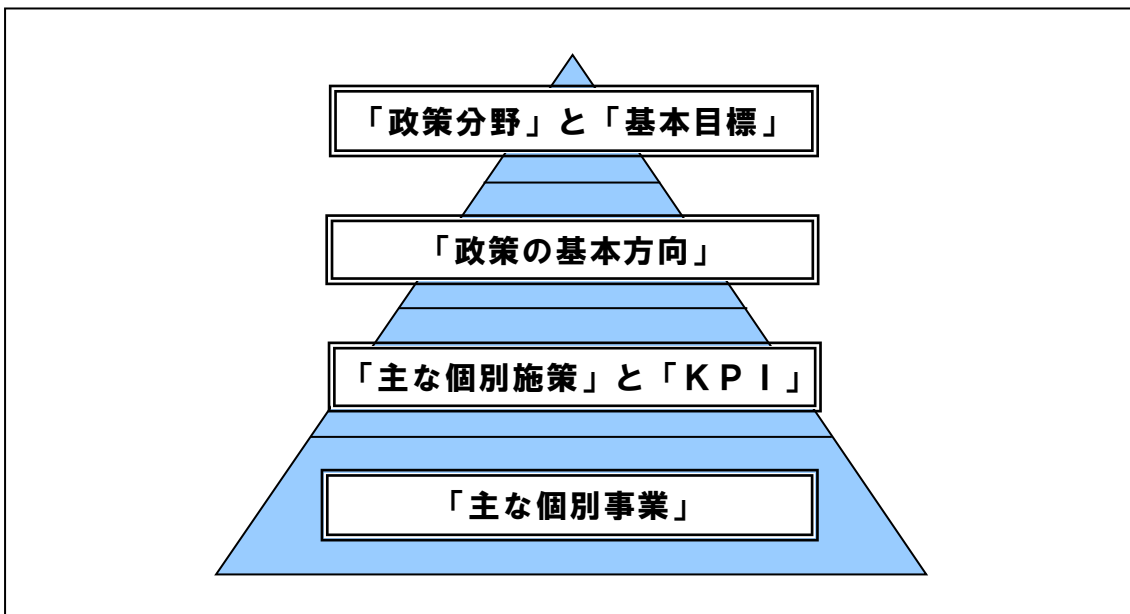 「政策分野」と「基本目標」
「政策の基本方向」
「主な個別施策」と「ＫＰＩ」
「主な個別事業」